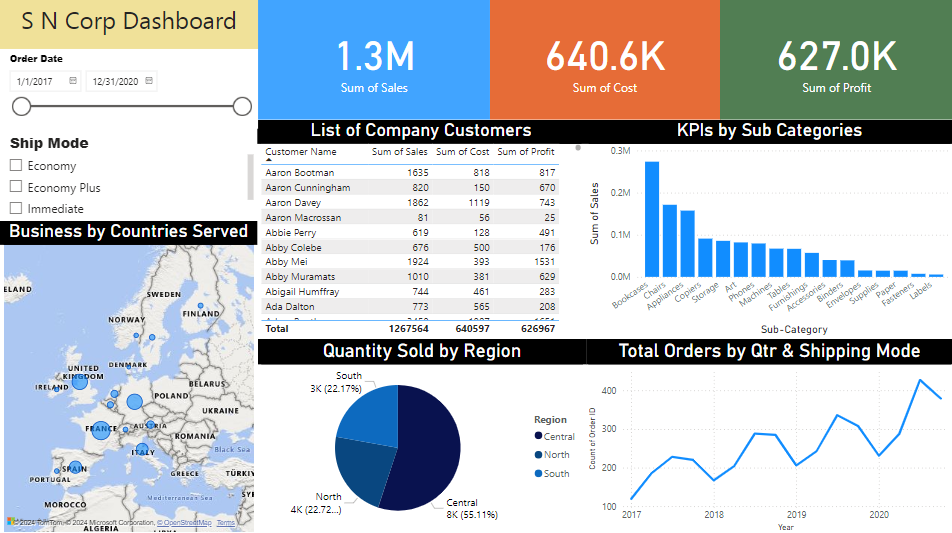 S N Corp Dashboard
Order Date
1/1/2017
12/31/2020
Ship Mode
Economy
Economy Plus
Immediate
1.3M
Sum of Sales
640.6K
Sum of Cost
627.0K
Sum of Profit
List of Company Customers
Customer Name Sum of Sales Sum of Cost Sum of Profit
Aaron Bootman 1635 818 817
Aaron Cunningham 820 150 670
Aaron Davey 1862 1119 743
Aaron Macrossan 81 56 25
Abbie Perry 619 128 491
Abby Colebe 676 500 176
Abby Mei 1924 393 1531
Abby Muramats 1010 381 629
Abigail Humffray 744 461 283
Ada Dalton 773 565 208
Total 1267564 640597 626967
KPIs by Sub Categories
Sum of Sales
0.3M
0.2M
0.1M
0.0M
Bookcases
Chairs
Appliances
Copiers
Storage
Art
Phones
Machines
Tables
Furnishings
Accessories
Binders
Envelopes
Supplies
Paper
Fasteners
Labels
Sub-Category
Business by Countries Served
ELAND
SWEDEN
FINLAND
NORWAY
DENMARK
UNITED
KINGDOM
IRELAND
BELARUS
POLAND
UKRAINE
FRANCE
AUSTRIA
ROMANIA
ITALY
Black Sea
SPAIN
PORTUGAL
GREECE
TÜRKİY
Mediterranean Sea
SY
MOROCCO
ALGERIA
© 2024 TomTom, © 2024 Microsoft Corporation, © OpenStreetMap Terms
Quantity Sold by Region
South
3K (22.17%)
North
4K (22.72...)
Central
8K (55.11%)
Region
Central
North
South
Total Orders by Qtr & Shipping Mode
Count of Order ID
400
300
200
100
2017
2018
2019
2020
Year